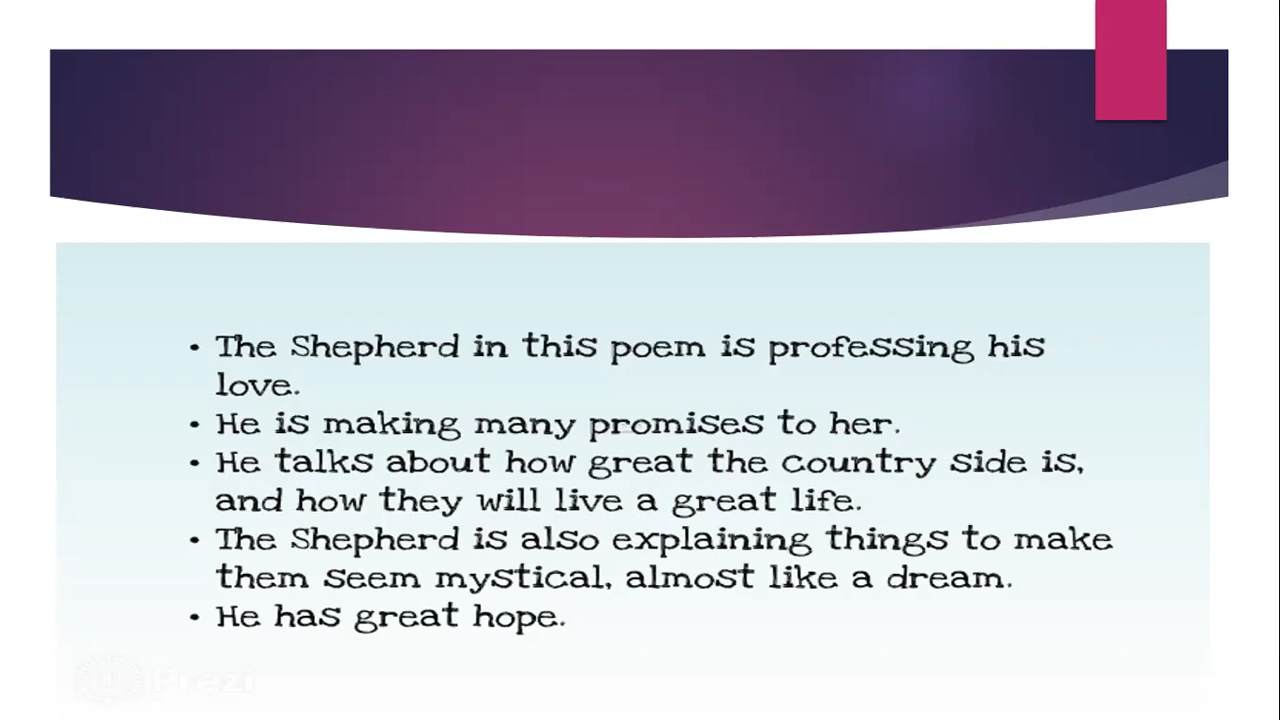 • The Shepherd in this poem is professing his
love.
• He is making many promises to her.
• He talks about how great the country side is,
and how they will live a great life.
• The Shepherd is also explaining things to make
them seem mystical, almost like a dream.
• He has great hope.
Prezi